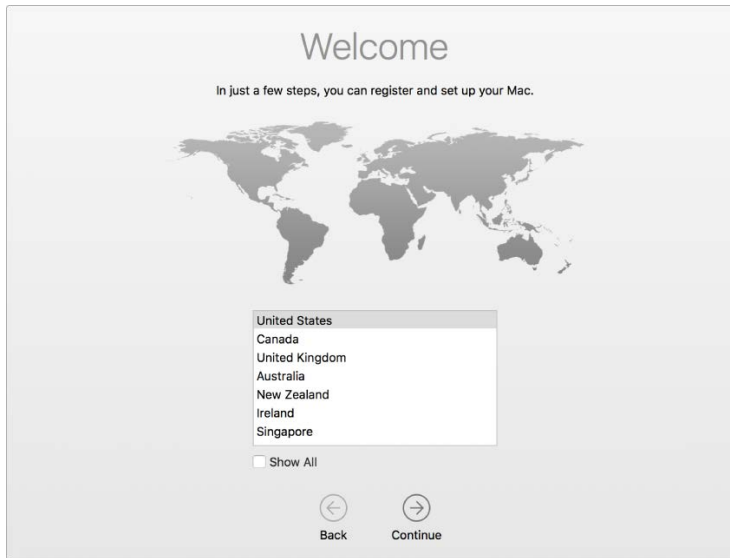 Welcome
In just a few steps, you can register and set up your Mac.
United States
Canada
United Kingdom
Australia
New Zealand
Ireland
Singapore
Show All
Back
Continue